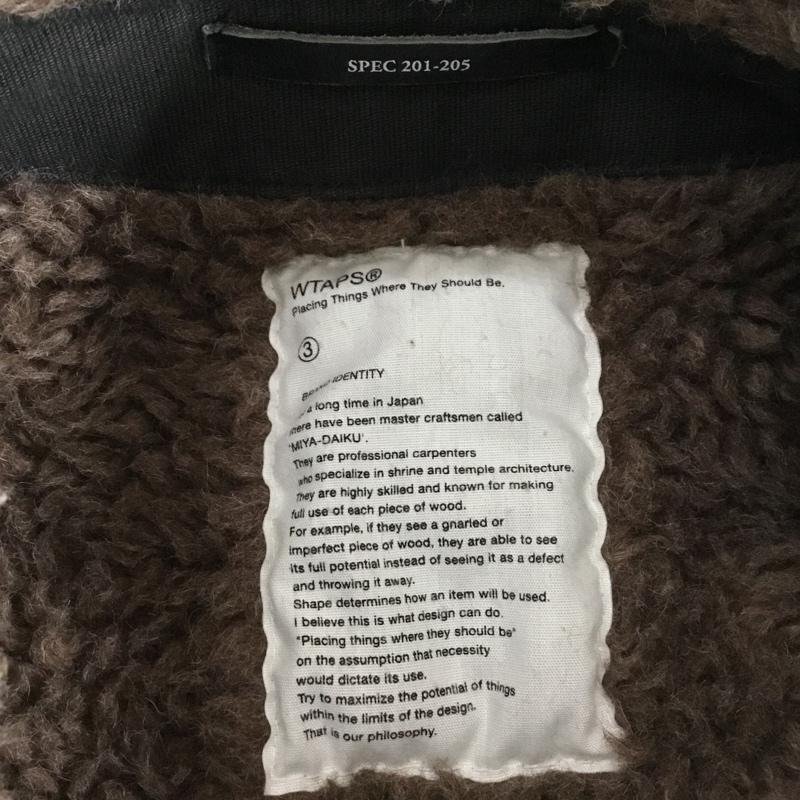 SPEC 201-205
WTAPS®
Placing Things Where They Should Be.
③
BRAND IDENTITY
a long time in Japan
there have been master craftsmen called
'MIYA-DAIKU'.
They are professional carpenters
who specialize in shrine and temple architecture.
They are highly skilled and known for making
full use of each piece of wood.
For example, if they see a gnarled or
imperfect piece of wood, they are able to see
its full potential instead of seeing it as a defect
and throwing it away.
Shape determines how an item will be used.
I believe this is what design can do.
"Placing things where they should be"
on the assumption that necessity
would dictate its use.
Try to maximize the potential of things
within the limits of the design.
That is our philosophy.